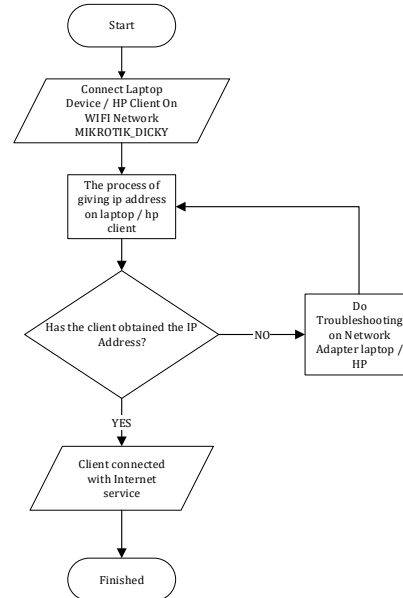 Start
Connect Laptop
Device / HP Client On
WIFI Network
MIKROTIK_DICKY
The process of
giving ip address
on laptop / hp
client
Has the client obtained the IP
Address?
NO
Do
Troubleshooting
on Network
Adapter laptop /
HP
YES
Client connected
with Internet
service
Finished